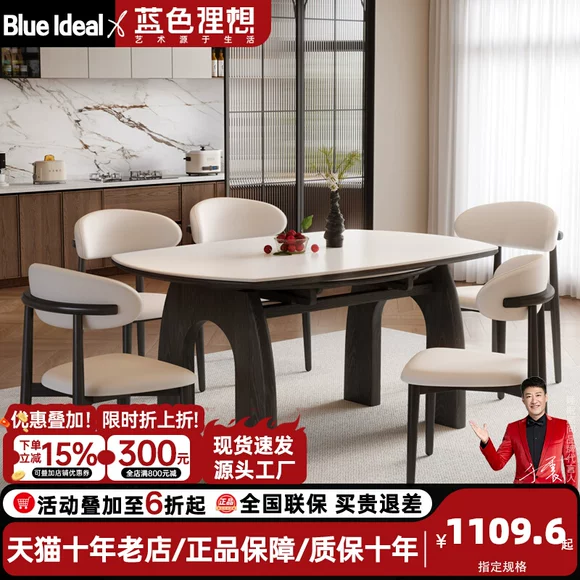 Blue Ideal 蓝色理想
艺术源于生活
优惠叠加! 限时折上折!
下单立减 15% 300元
可叠加店铺优惠券 全店满800元减
现货速发
源头工厂
活动叠加至6折起 正品 全国联保 买贵退差
天猫十年老店/正品保障/质保十年
¥1109.6起
指定规格